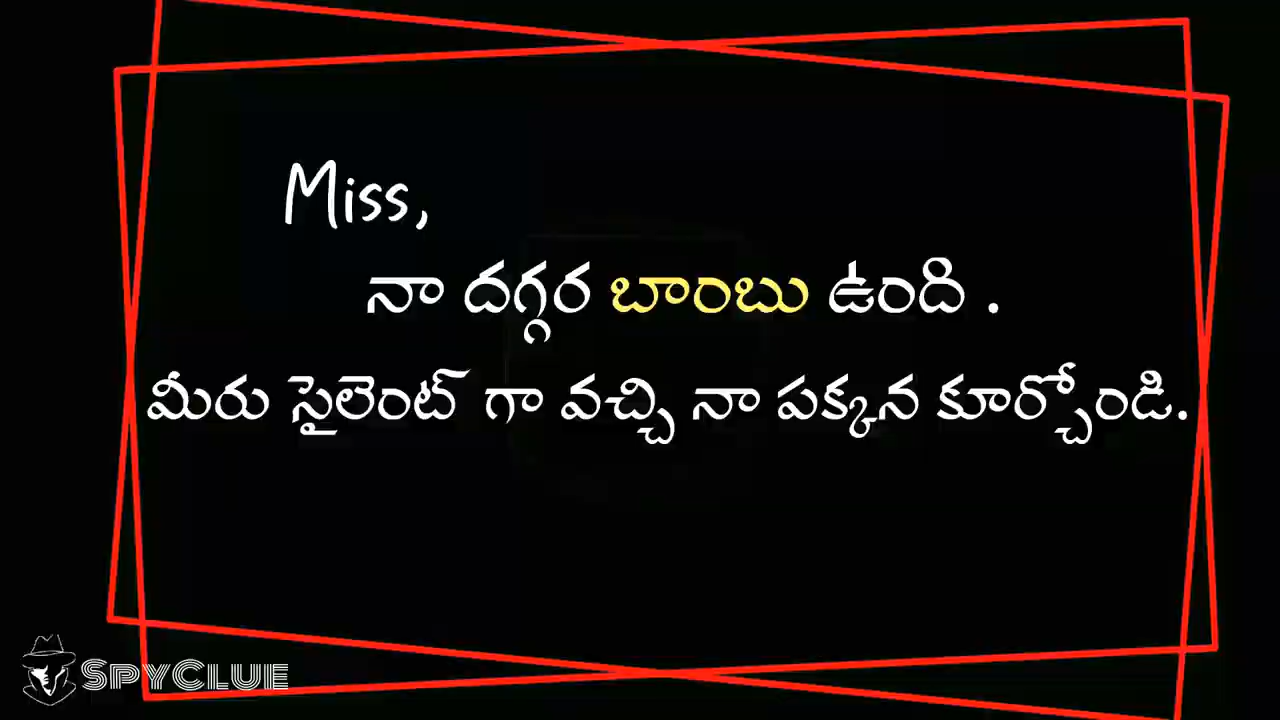 Miss,
నా దగ్గర బాంబు ఉంది .
మీరు సైలెంట్ గా వచ్చి నా పక్కన కూర్చోండి.
SPYCLUE